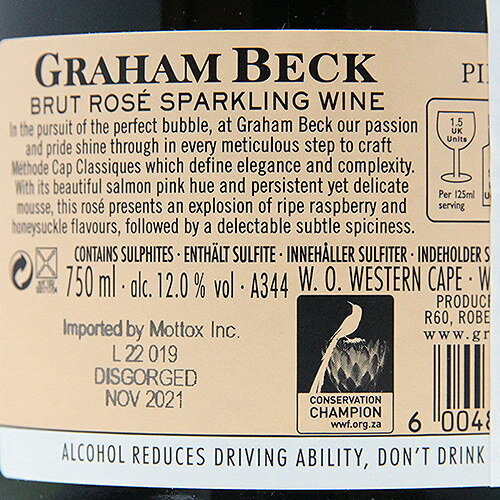 GRAHAM BECK
BRUT ROSÉ SPARKLING WINE
In the pursuit of the perfect bubble, at Graham Beck our passion
and pride shine through in every meticulous step to craft
Méthode Cap Classiques which define elegance and complexity.
With its beautiful salmon pink hue and persistent yet delicate
mousse, this rosé presents an explosion of ripe raspberry and
honeysuckle flavours, followed by a delectable subtle spiciness.
PI
1.5
UK
Units
Per 125ml
serving
CONTAINS SULPHITES · ENTHÄLT SULFITE · INNEHÅLLER SULFITER · INDEHOLDER S
750 ml · alc. 12.0 % vol · A344 W. O. WESTERN CAPE · W
PRODUC
R60, ROBE
www.gr
Imported by Mottox Inc.
L 22 019
DISGORGED
NOV 2021
CONSERVATION
CHAMPION
wwf.org.za
6 0048
ALCOHOL REDUCES DRIVING ABILITY, DON'T DRINK